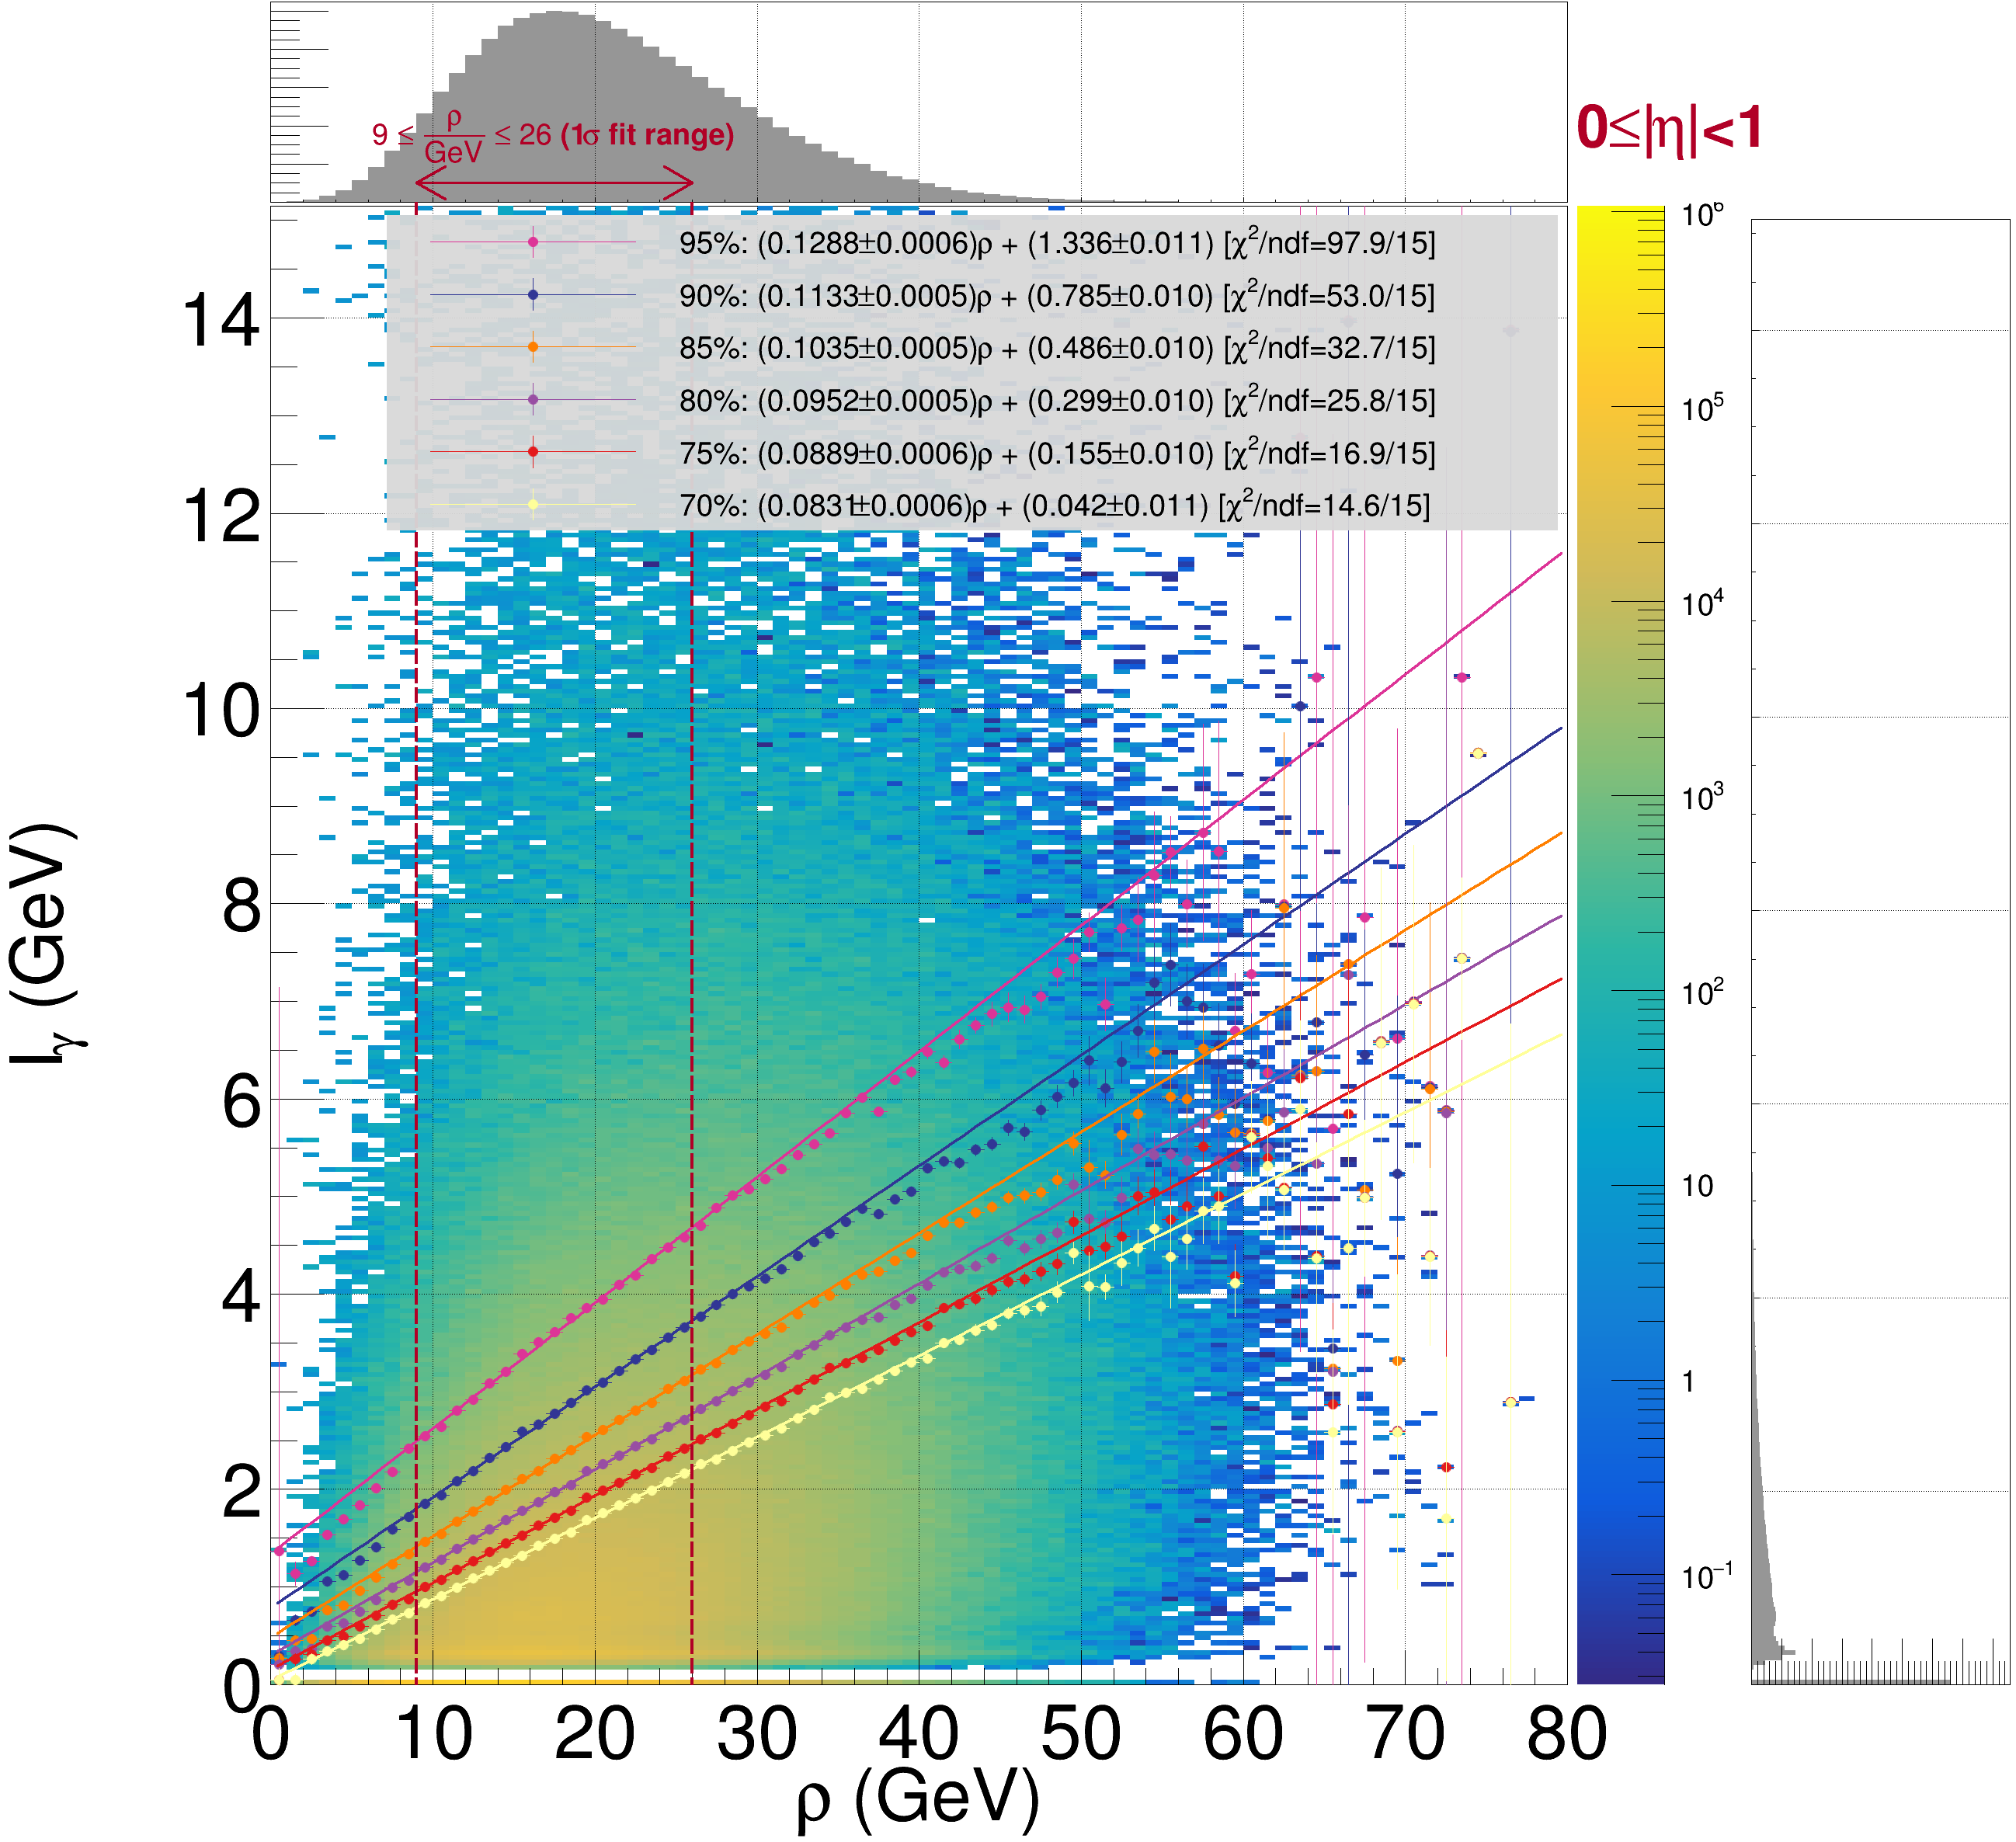 9 ≤ ρ/GeV ≤ 26 (1σ fit range)
0≤|η|<1
95%: (0.1288±0.0006)ρ + (1.336±0.011) [χ²/ndf=97.9/15]
90%: (0.1133±0.0005)ρ + (0.785±0.010) [χ²/ndf=53.0/15]
85%: (0.1035±0.0005)ρ + (0.486±0.010) [χ²/ndf=32.7/15]
80%: (0.0952±0.0005)ρ + (0.299±0.010) [χ²/ndf=25.8/15]
75%: (0.0889±0.0006)ρ + (0.155±0.010) [χ²/ndf=16.9/15]
70%: (0.0831±0.0006)ρ + (0.042±0.011) [χ²/ndf=14.6/15]
14
12
10
8
6
4
2
0
I_γ (GeV)
0 10 20 30 40 50 60 70 80
ρ (GeV)
10⁶
10⁵
10⁴
10³
10²
10
1
10⁻¹